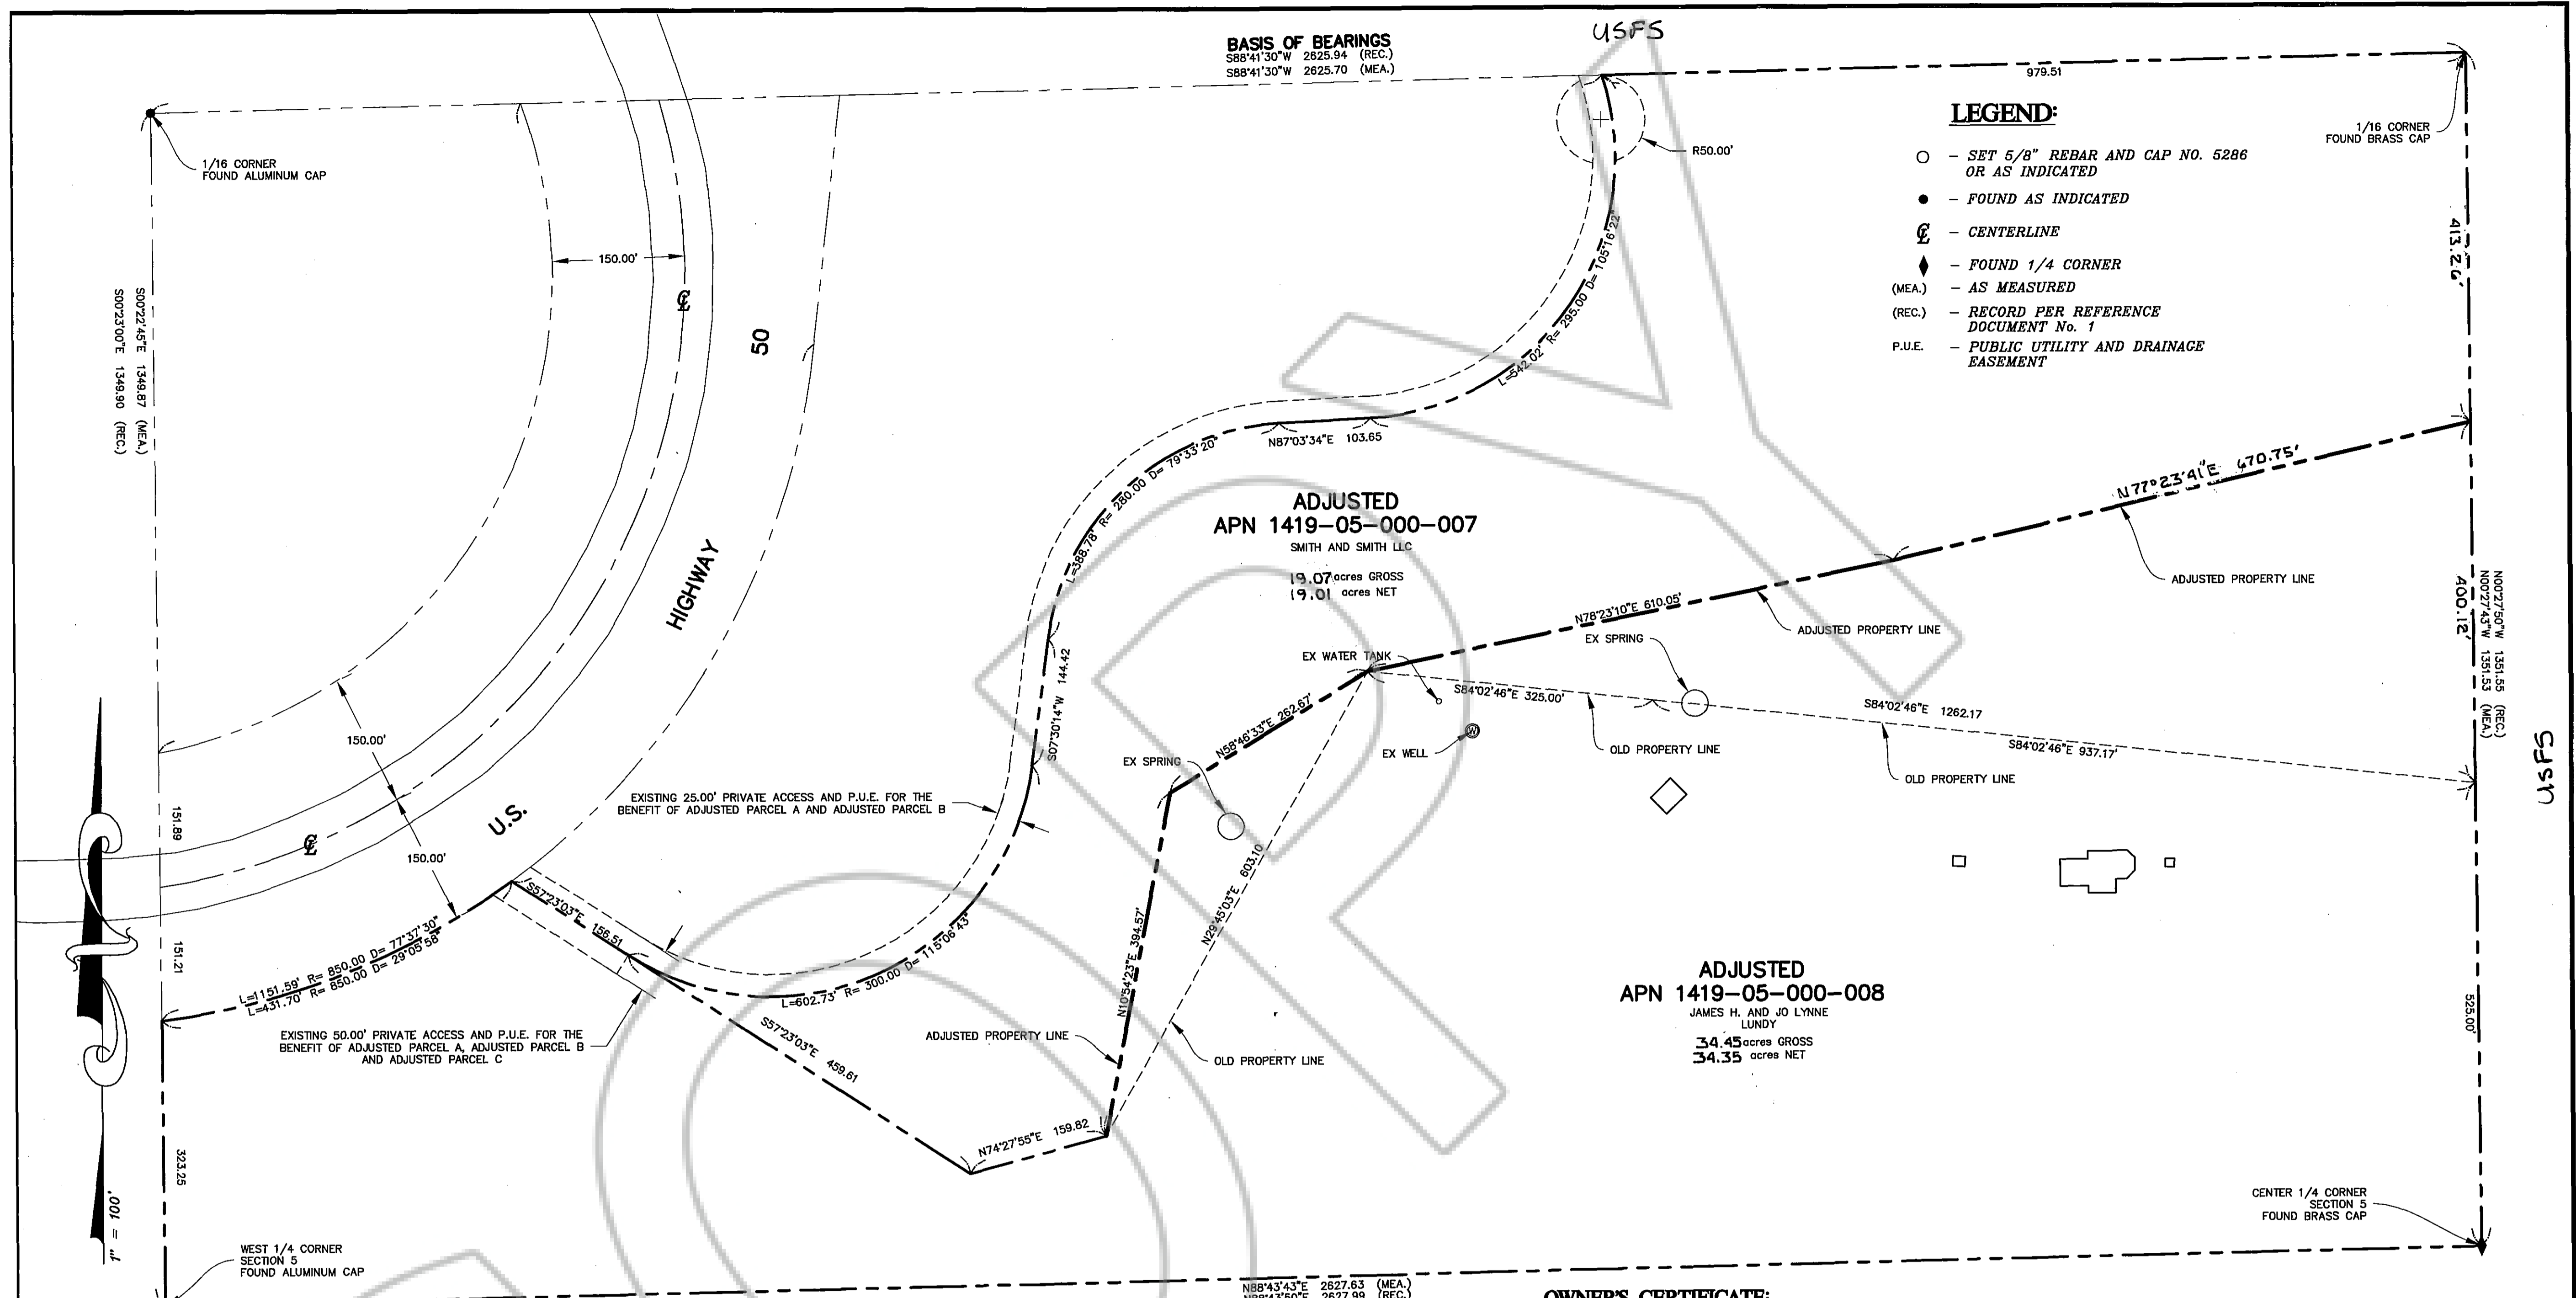 USFS
BASIS OF BEARINGS
S88°41'30"W 2625.94 (REC.)
S88°41'30"W 2625.70 (MEA.)
979.51
1/16 CORNER
FOUND ALUMINUM CAP
1/16 CORNER
FOUND BRASS CAP
R50.00'
LEGEND:
○ – SET 5/8" REBAR AND CAP NO. 5286
OR AS INDICATED
● – FOUND AS INDICATED
℄ – CENTERLINE
♦ – FOUND 1/4 CORNER
(MEA.) – AS MEASURED
(REC.) – RECORD PER REFERENCE
DOCUMENT No. 1
P.U.E. – PUBLIC UTILITY AND DRAINAGE
EASEMENT
413.26'
150.00'
℄
50
HIGHWAY
U.S.
S00°22'45"E 1349.87 (MEA.)
S00°23'00"E 1349.90 (REC.)
L=542.02' R= 295.00 D= 105°16'22"
N87°03'34"E 103.65
L=388.78' R= 280.00 D= 79°33'20"
ADJUSTED
APN 1419-05-000-007
SMITH AND SMITH LLC
19.07 acres GROSS
19.01 acres NET
N77°23'41"E 670.75'
ADJUSTED PROPERTY LINE
N78°23'10"E 610.05'
ADJUSTED PROPERTY LINE
N00°27'50"W 1351.55 (REC.)
N00°27'43"W 1351.53 (MEA.)
400.12'
USFS
EX SPRING
EX WATER TANK
S84°02'46"E 325.00'
S84°02'46"E 1262.17
S84°02'46"E 937.17'
OLD PROPERTY LINE
OLD PROPERTY LINE
EX WELL
W
S07°30'14"W 144.42
N58°46'33"E 262.67'
EX SPRING
150.00'
EXISTING 25.00' PRIVATE ACCESS AND P.U.E. FOR THE
BENEFIT OF ADJUSTED PARCEL A AND ADJUSTED PARCEL B
151.89
℄
150.00'
S57°23'03"E 156.51
N29°45'03"E 603.10
L=1151.59' R= 850.00 D= 77°37'30"
L=431.70' R= 850.00 D= 29°05'58"
151.21
L=602.73' R= 300.00 D= 115°06'43"
N10°54'23"E 394.57'
ADJUSTED
APN 1419-05-000-008
JAMES H. AND JO LYNNE
LUNDY
34.45 acres GROSS
34.35 acres NET
525.00'
EXISTING 50.00' PRIVATE ACCESS AND P.U.E. FOR THE
BENEFIT OF ADJUSTED PARCEL A, ADJUSTED PARCEL B
AND ADJUSTED PARCEL C
S57°23'03"E 459.61
ADJUSTED PROPERTY LINE
OLD PROPERTY LINE
N74°27'55"E 159.82
323.25
1" = 100'
WEST 1/4 CORNER
SECTION 5
FOUND ALUMINUM CAP
CENTER 1/4 CORNER
SECTION 5
FOUND BRASS CAP
N88°43'43"E 2627.63 (MEA.)
N88°43'50"E 2627.99 (REC.)
OWNER'S CERTIFICATE: